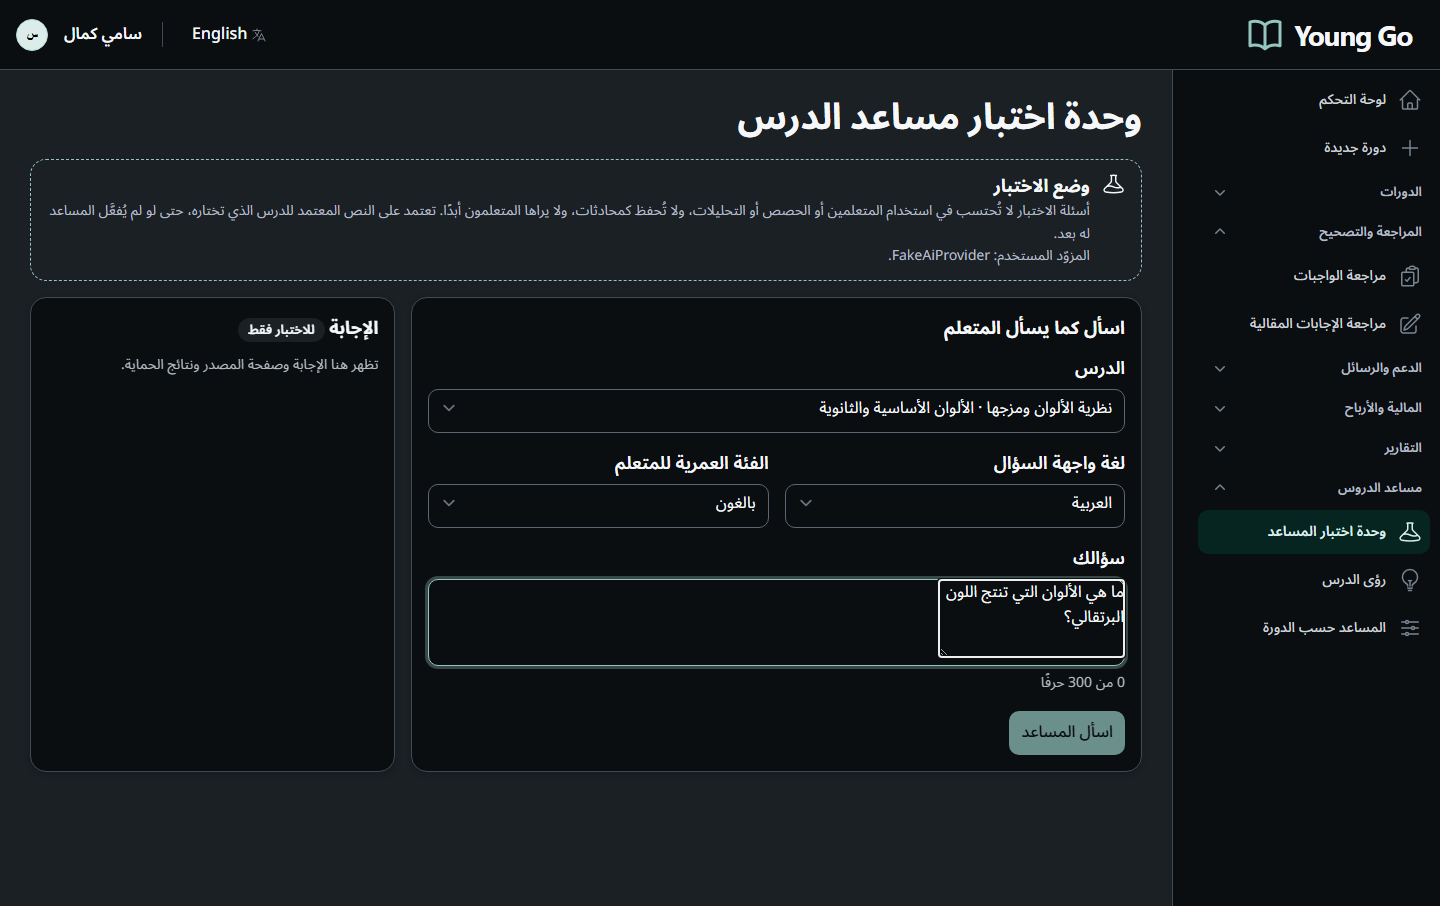 Young Go
English
سامي كمال
س
لوحة التحكم
دورة جديدة
الدورات
المراجعة والتصحيح
مراجعة الواجبات
مراجعة الإجابات المقالية
الدعم والرسائل
المالية والأرباح
التقارير
مساعد الدروس
وحدة اختبار المساعد
رؤى الدرس
المساعد حسب الدورة
وحدة اختبار مساعد الدرس
وضع الاختبار
أسئلة الاختبار لا تُحتسب في استخدام المتعلمين أو الحصص أو التحليلات، ولا تُحفظ كمحادثات، ولا يراها المتعلمون أبدًا. تعتمد على النص المعتمد للدرس الذي تختاره، حتى لو لم يُفعَّل المساعد
له بعد.
المزوّد المستخدم: FakeAiProvider.
اسأل كما يسأل المتعلم
الدرس
نظرية الألوان ومزجها · الألوان الأساسية والثانوية
لغة واجهة السؤال
الفئة العمرية للمتعلم
العربية
بالغون
سؤالك
ما هي الألوان التي تنتج اللون
البرتقالي؟
0 من 300 حرفًا
اسأل المساعد
الإجابة للاختبار فقط
تظهر هنا الإجابة وصفحة المصدر ونتائج الحماية.